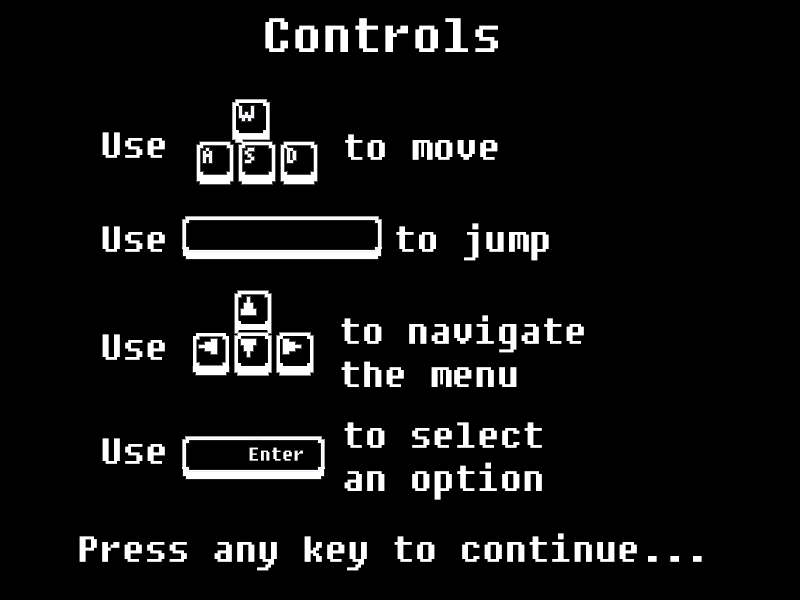 Controls
W
Use A S D to move
Use to jump
Use to navigate
the menu
Use Enter to select
an option
Press any key to continue...